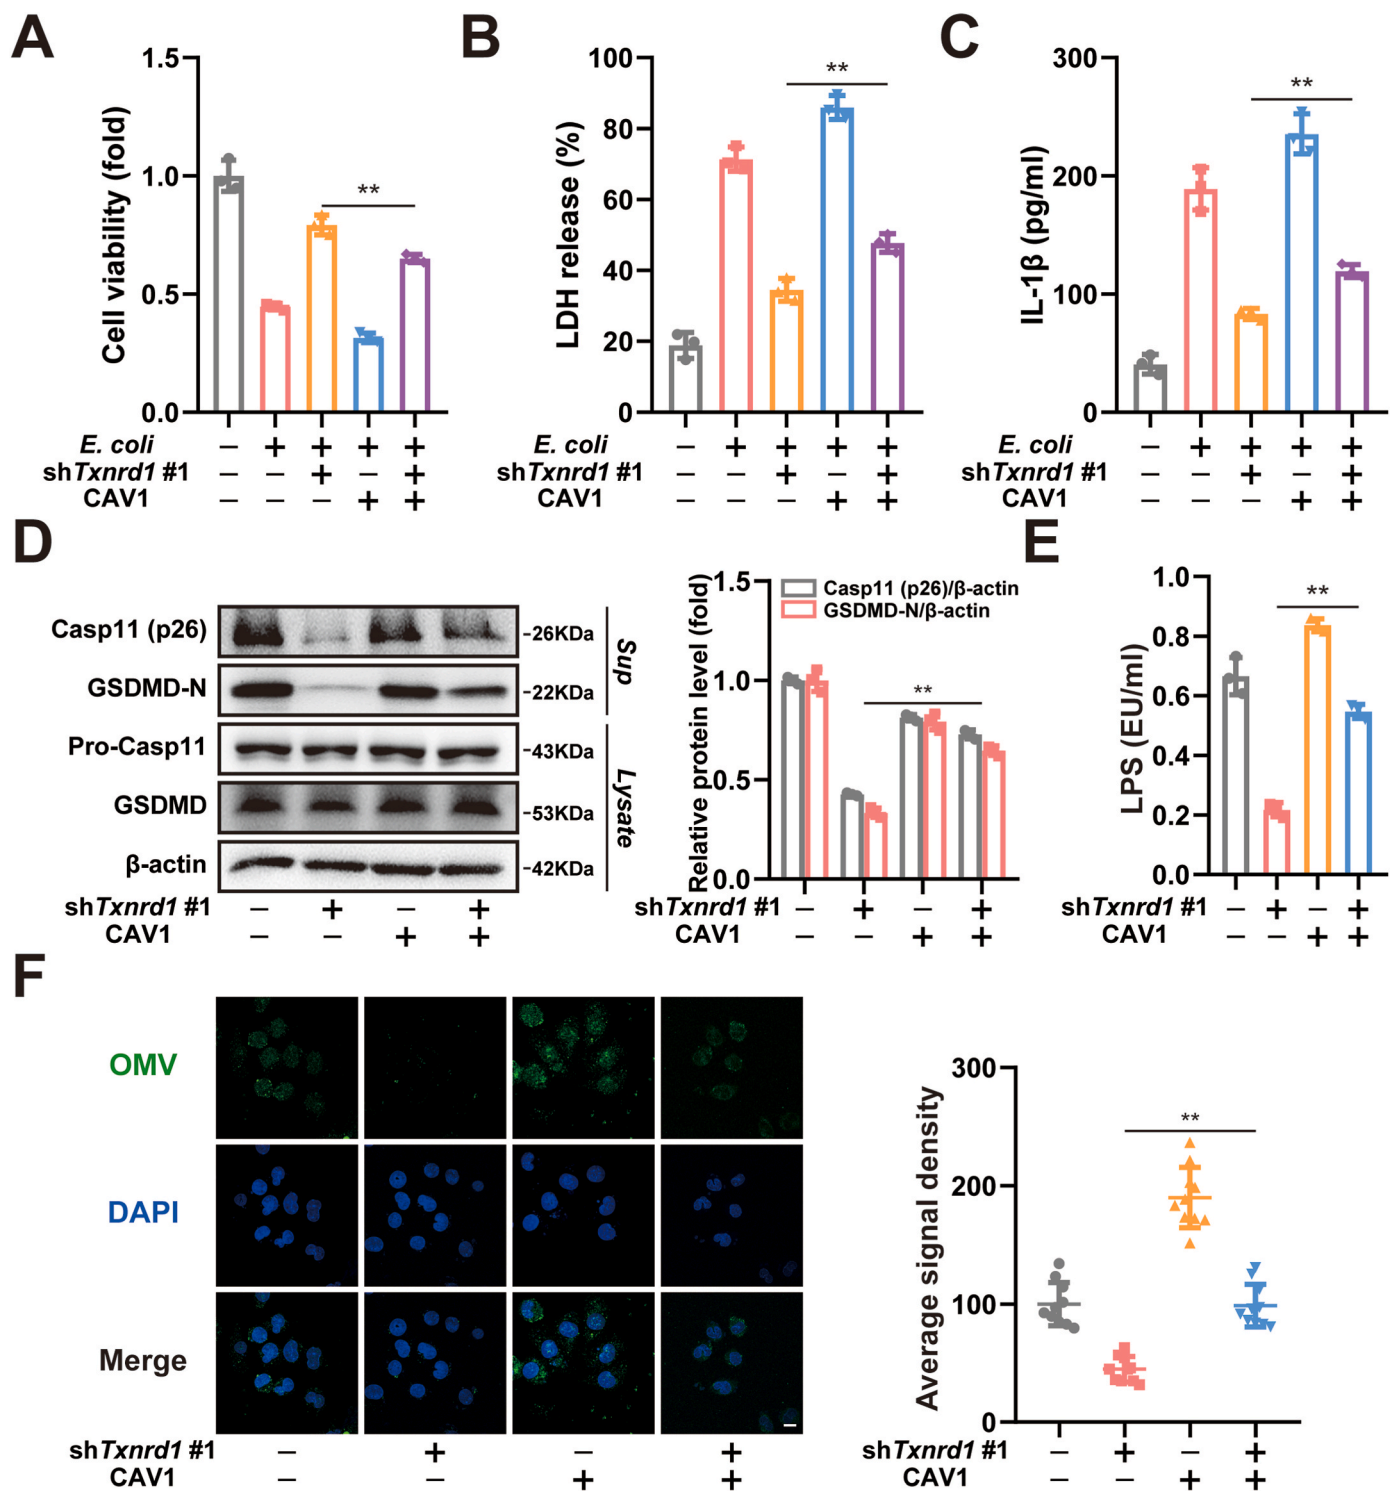 A
Cell viability (fold)
1.5
1.0
0.5
0.0
**
E. coli – + + + +
shTxnrd1 #1 – – + – +
CAV1 – – – + +
B
LDH release (%)
100
80
60
40
20
0
**
– + + + +
– – + – +
– – – + +
C
IL-1β (pg/ml)
300
200
100
0
**
E. coli – + + + +
shTxnrd1 #1 – – + – +
CAV1 – – – + +
D
Casp11 (p26) -26KDa
GSDMD-N -22KDa
Sup
Pro-Casp11 -43KDa
GSDMD -53KDa
β-actin -42KDa
Lysate
shTxnrd1 #1 – + – +
CAV1 – – + +
Relative protein level (fold)
1.5
1.0
0.5
0.0
Casp11 (p26)/β-actin
GSDMD-N/β-actin
**
shTxnrd1 #1 – + – +
CAV1 – – + +
E
LPS (EU/ml)
1.0
0.8
0.6
0.4
0.2
0.0
**
shTxnrd1 #1 – + – +
CAV1 – – + +
F
OMV
DAPI
Merge
shTxnrd1 #1 – + – +
CAV1 – – + +
Average signal density
300
200
100
0
**
shTxnrd1 #1 – + – +
CAV1 – – + +